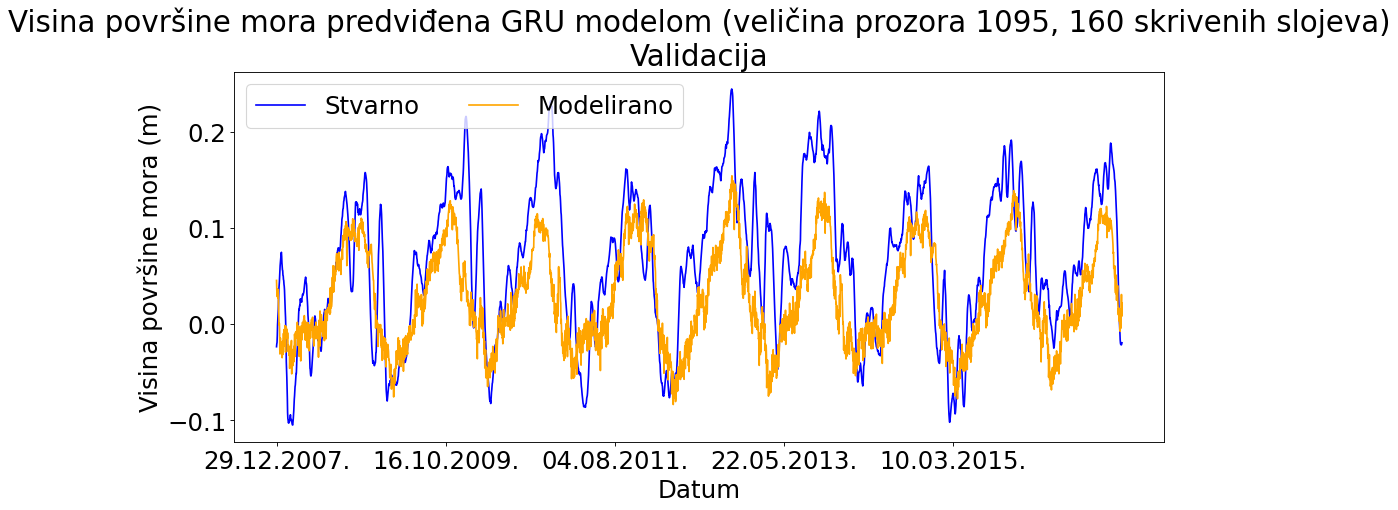 Visina površine mora predviđena GRU modelom (veličina prozora 1095, 160 skrivenih slojeva)
Validacija
Stvarno
Modelirano
Visina površine mora (m)
0.2
0.1
0.0
−0.1
29.12.2007.
16.10.2009.
04.08.2011.
22.05.2013.
10.03.2015.
Datum